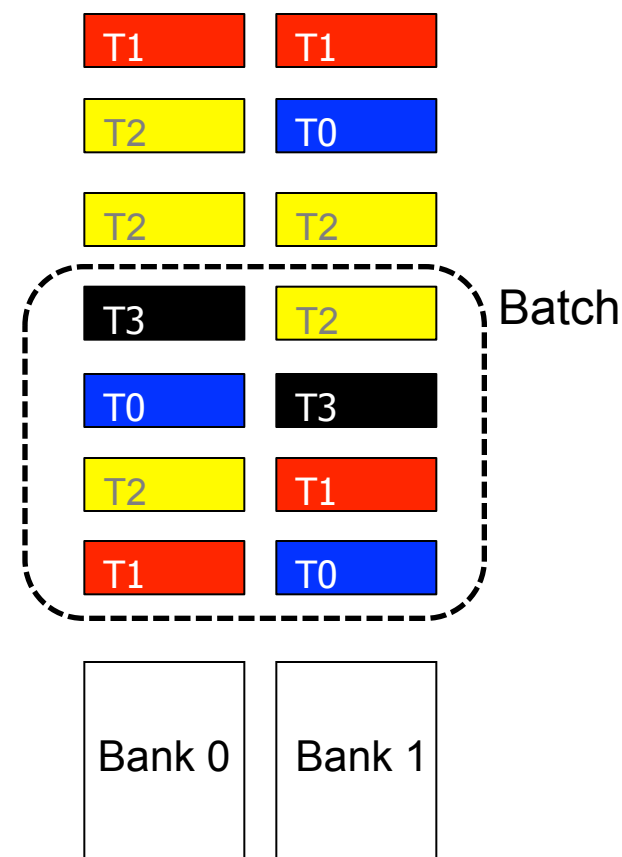 T1 T1
T2 T0
T2 T2
T3 T2 Batch
T0 T3
T2 T1
T1 T0
Bank 0 Bank 1